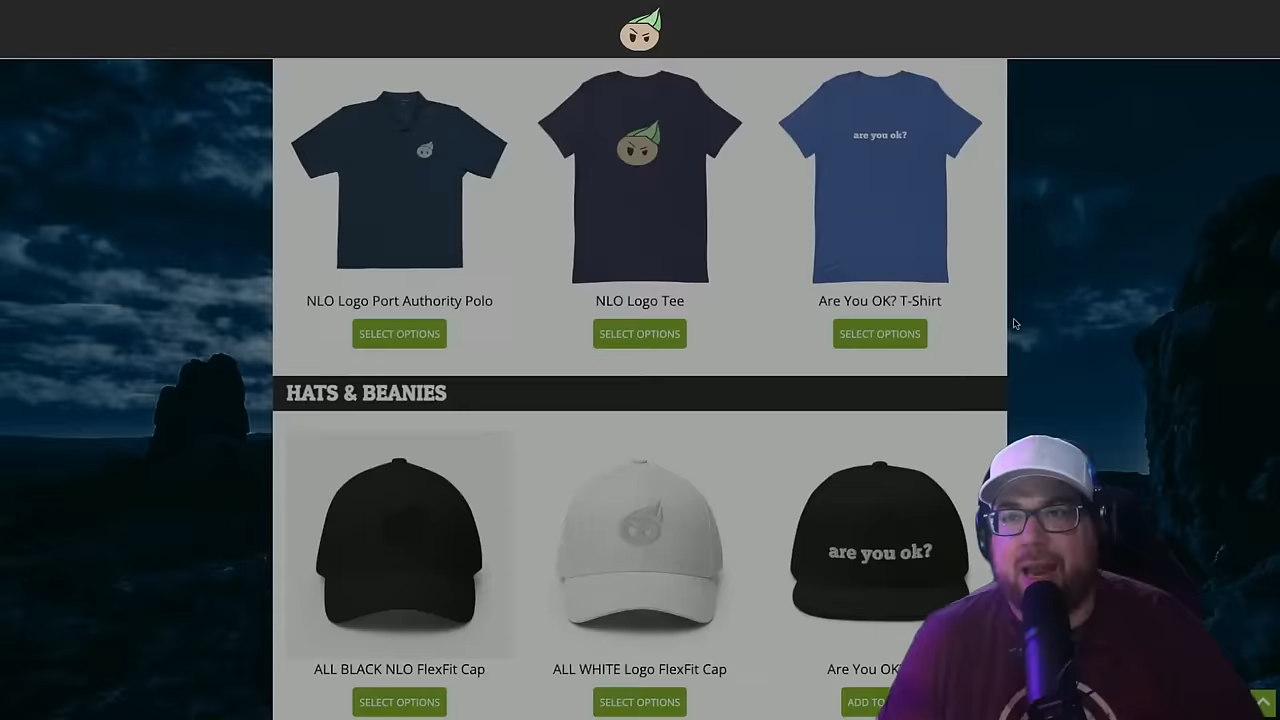 are you ok?
NLO Logo Port Authority Polo
NLO Logo Tee
Are You OK? T-Shirt
SELECT OPTIONS
SELECT OPTIONS
SELECT OPTIONS
HATS & BEANIES
are you ok?
ALL BLACK NLO FlexFit Cap
ALL WHITE Logo FlexFit Cap
Are You OK
SELECT OPTIONS
SELECT OPTIONS
ADD TO